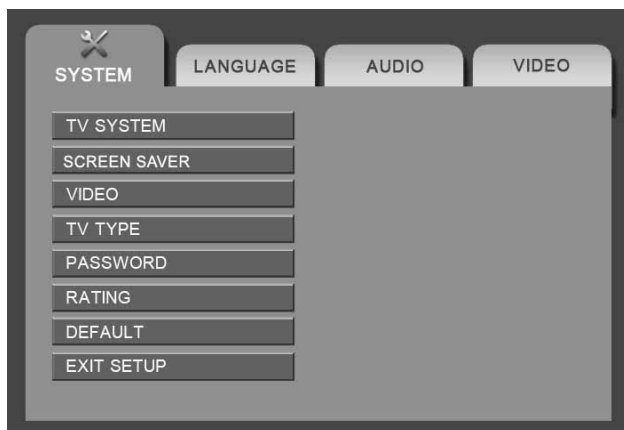 SYSTEM
LANGUAGE
AUDIO
VIDEO
TV SYSTEM
SCREEN SAVER
VIDEO
TV TYPE
PASSWORD
RATING
DEFAULT
EXIT SETUP